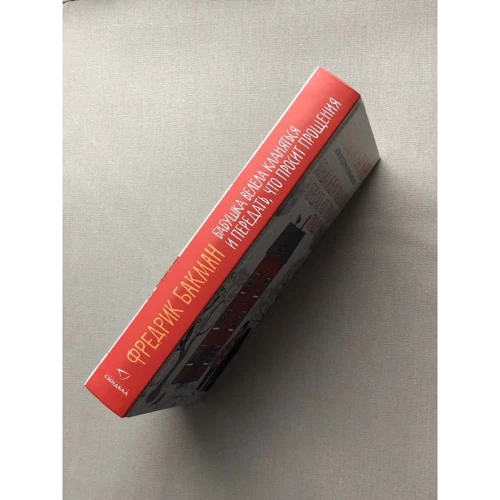 ФРЕДРИК БАКМАН
БАБУШКА ВЕЛЕЛА КЛАНЯТЬСЯ
И ПЕРЕДАТЬ, ЧТО ПРОСИТ ПРОЩЕНИЯ
СИНДБАД